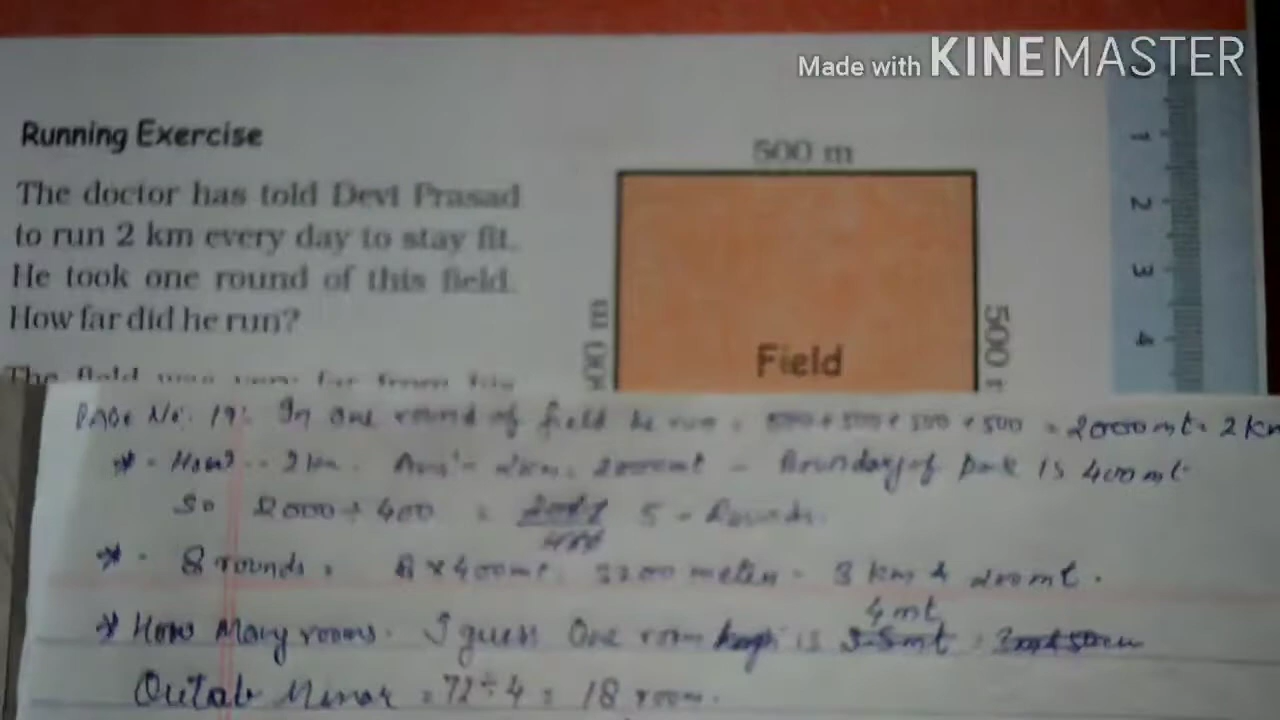 Made with KINEMASTER
Running Exercise
500 m
The doctor has told Devi Prasad
to run 2 km every day to stay fit.
He took one round of this field.
How far did he run?
500
Field
1
2
3
4
PAGE No. 19: In one round of field he run = 500 + 500 + 500 + 500 = 2000 mt = 2 km
2 km. 2000 mt - Boundary of park is 400 mt
So 2000 ÷ 400 = 5 - Rounds.
* - 8 rounds = 8 x 400 mt. 3200 meter - 3 km & 200 mt.
4 mt
* How Many rooms. I guess One room is
Qutab Minar = 72 ÷ 4 = 18 room.